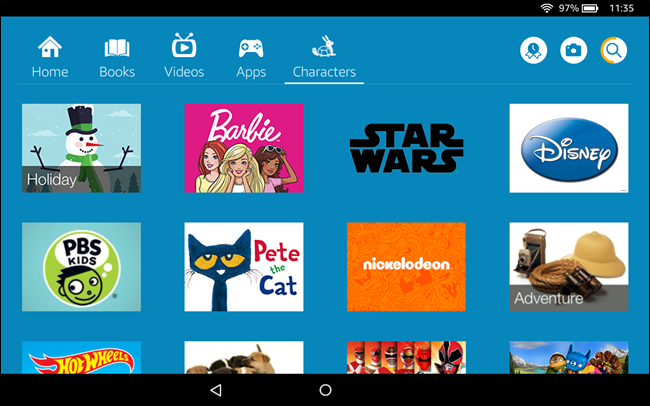 97% 11:35
Home Books Videos Apps Characters
Holiday
Barbie
STAR
WARS
Disney
PBS
KIDS
Pete
the
Cat
nickelodeon
Adventure
HOT WHEELS